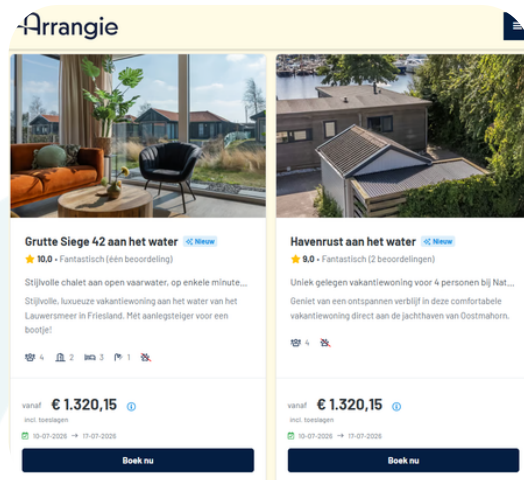 Arrangie
Grutte Siege 42 aan het water Nieuw
10,0 • Fantastisch (één beoordeling)
Stijlvolle chalet aan open vaarwater, op enkele minute...
Stijlvolle, luxueuze vakantiewoning aan het water van het
Lauwersmeer in Friesland. Mét aanlegsteiger voor een
bootje!
4 2 3 1
vanaf € 1.320,15
incl. toeslagen
10-07-2026 → 17-07-2026
Boek nu
Havenrust aan het water Nieuw
9,0 • Fantastisch (2 beoordelingen)
Uniek gelegen vakantiewoning voor 4 personen bij Nat...
Geniet van een ontspannen verblijf in deze comfortabele
vakantiewoning direct aan de jachthaven van Oostmahorn.
4
vanaf € 1.320,15
incl. toeslagen
10-07-2026 → 17-07-2026
Boek nu